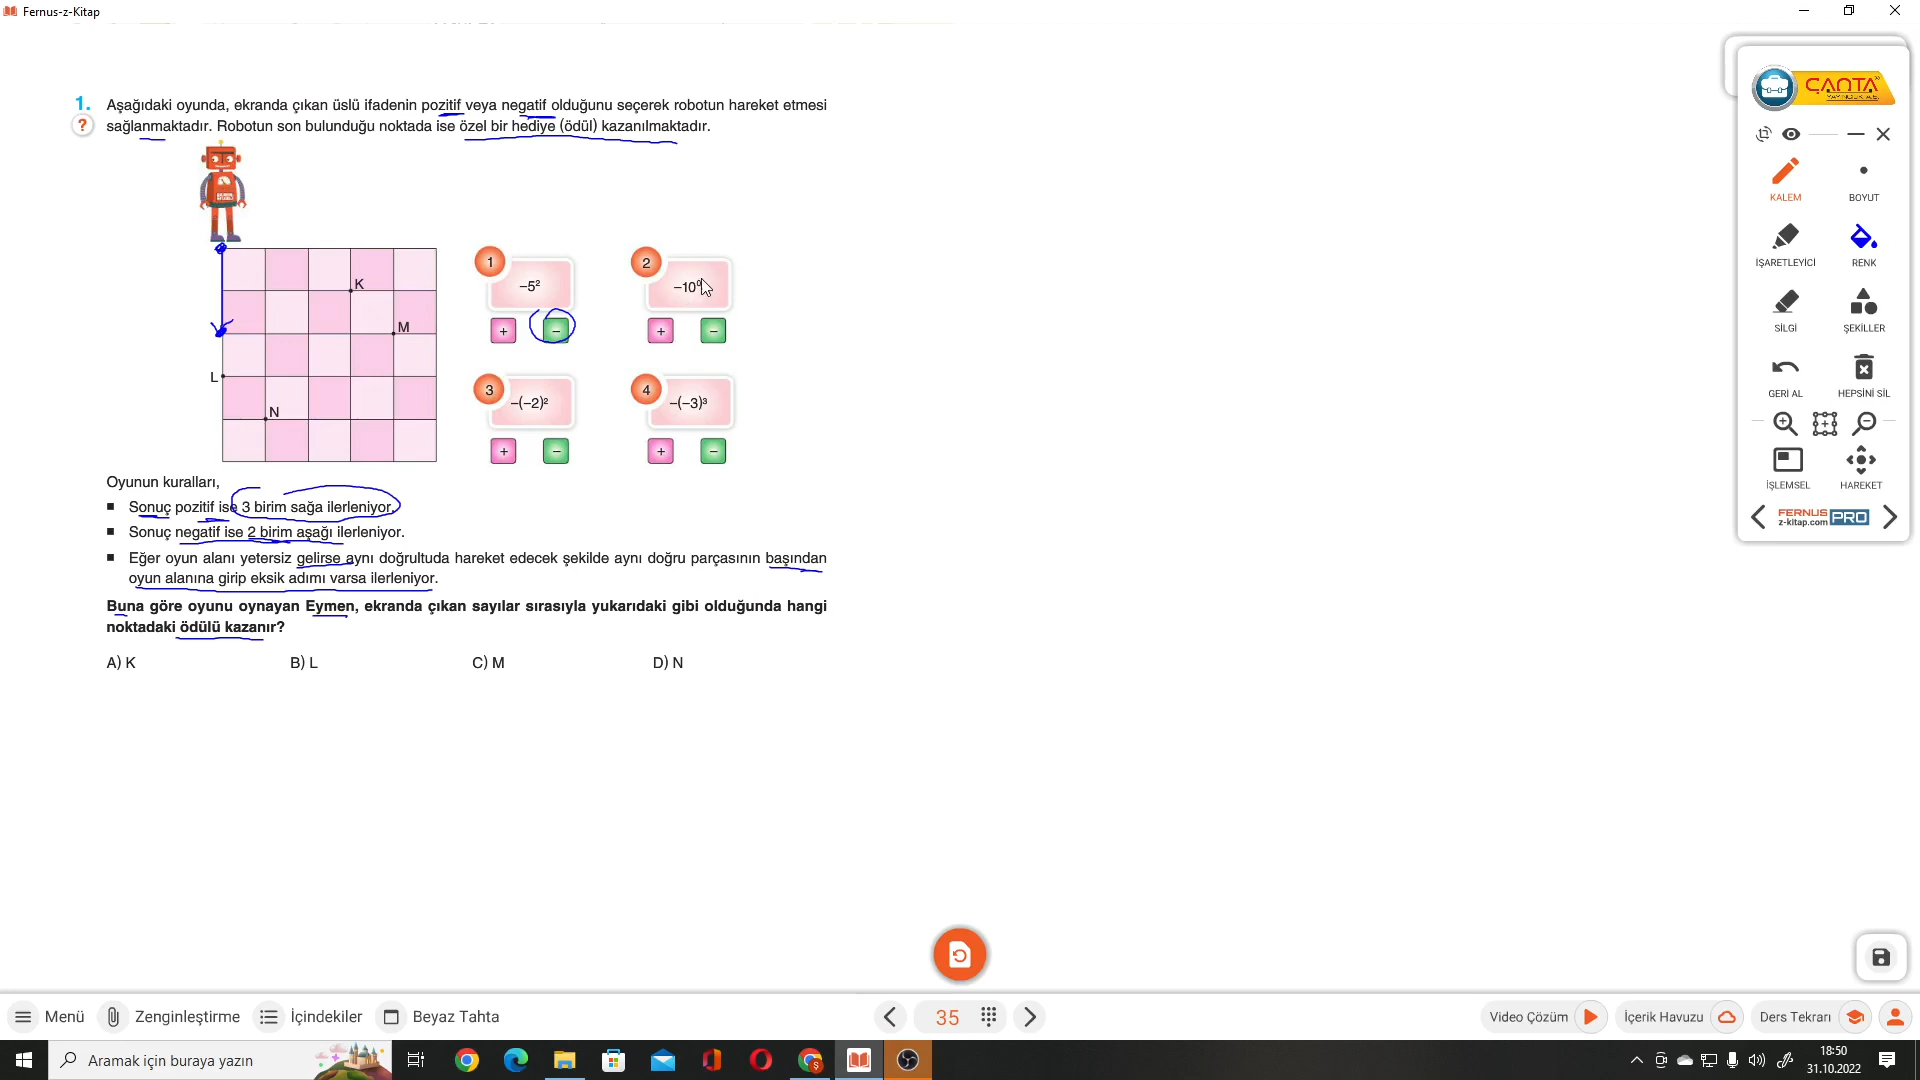 Fernus-z-Kitap
1. Aşağıdaki oyunda, ekranda çıkan üslü ifadenin pozitif veya negatif olduğunu seçerek robotun hareket etmesi
? sağlanmaktadır. Robotun son bulunduğu noktada ise özel bir hediye (ödül) kazanılmaktadır.
K
M
L
N
1
−5²
+ −
2
−10⁰
+ −
3
−(−2)²
+ −
4
−(−3)³
+ −
Oyunun kuralları,
▪ Sonuç pozitif ise 3 birim sağa ilerleniyor.
▪ Sonuç negatif ise 2 birim aşağı ilerleniyor.
▪ Eğer oyun alanı yetersiz gelirse aynı doğrultuda hareket edecek şekilde aynı doğru parçasının başından
oyun alanına girip eksik adımı varsa ilerleniyor.
Buna göre oyunu oynayan Eymen, ekranda çıkan sayılar sırasıyla yukarıdaki gibi olduğunda hangi
noktadaki ödülü kazanır?
A) K B) L C) M D) N
ÇANTA
KALEM BOYUT
İŞARETLEYİCİ RENK
SİLGİ ŞEKİLLER
GERİ AL HEPSİNİ SİL
İŞLEMSEL HAREKET
FERNUS
z-kitap.com PRO
Menü Zenginleştirme İçindekiler Beyaz Tahta 35 Video Çözüm İçerik Havuzu Ders Tekrarı
Aramak için buraya yazın
18:50
31.10.2022